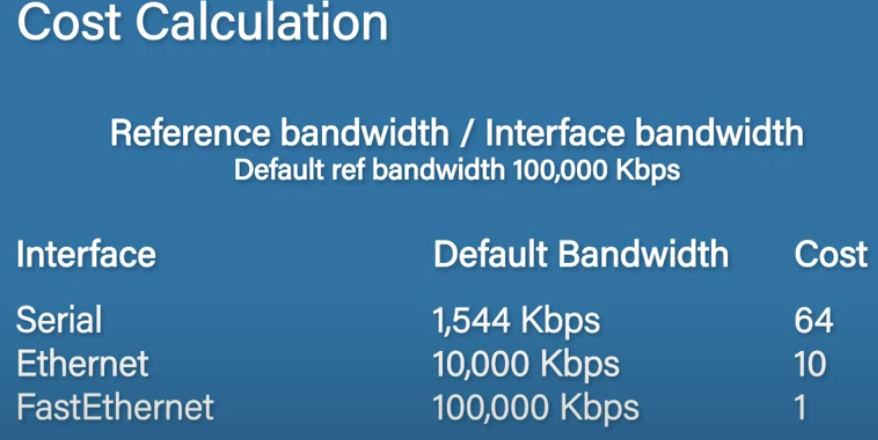 Cost Calculation
Reference bandwidth / Interface bandwidth
Default ref bandwidth 100,000 Kbps
Interface Default Bandwidth Cost
Serial 1,544 Kbps 64
Ethernet 10,000 Kbps 10
FastEthernet 100,000 Kbps 1